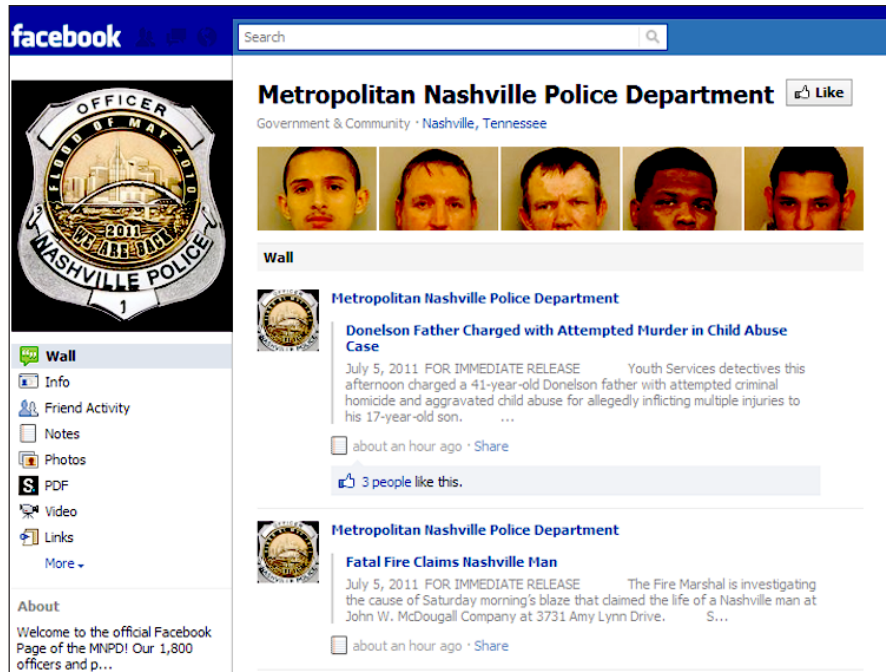 facebook
Search
OFFICER
FLOOD OF MAY 2010
2011
WE ARE BACK
NASHVILLE POLICE
1
Metropolitan Nashville Police Department
Like
Government & Community · Nashville, Tennessee
Wall
Info
Friend Activity
Notes
Photos
S PDF
Video
Links
More
About
Welcome to the official Facebook
Page of the MNPD! Our 1,800
officers and p...
Wall
Metropolitan Nashville Police Department
Donelson Father Charged with Attempted Murder in Child Abuse
Case
July 5, 2011 FOR IMMEDIATE RELEASE Youth Services detectives this
afternoon charged a 41-year-old Donelson father with attempted criminal
homicide and aggravated child abuse for allegedly inflicting multiple injuries to
his 17-year-old son. ...
about an hour ago · Share
3 people like this.
Metropolitan Nashville Police Department
Fatal Fire Claims Nashville Man
July 5, 2011 FOR IMMEDIATE RELEASE The Fire Marshal is investigating
the cause of Saturday morning's blaze that claimed the life of a Nashville man at
John W. McDougall Company at 3731 Amy Lynn Drive. S...
about an hour ago · Share